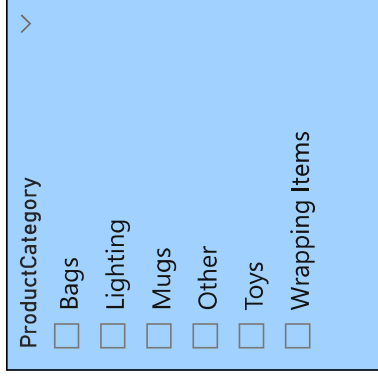 ProductCategory
Bags
Lighting
Mugs
Other
Toys
Wrapping Items